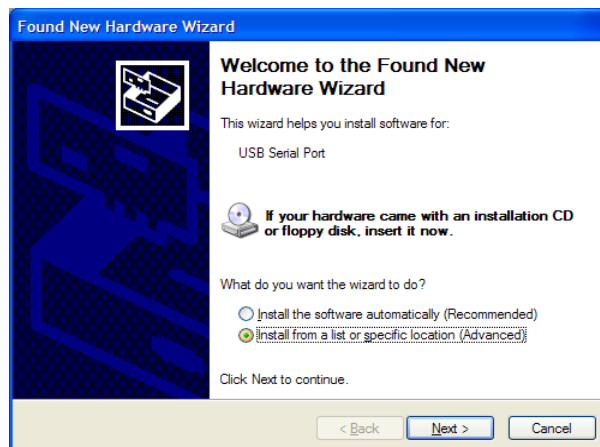 Found New Hardware Wizard
Welcome to the Found New
Hardware Wizard
This wizard helps you install software for:
USB Serial Port
If your hardware came with an installation CD
or floppy disk, insert it now.
What do you want the wizard to do?
Install the software automatically (Recommended)
Install from a list or specific location (Advanced)
Click Next to continue.
< Back Next > Cancel